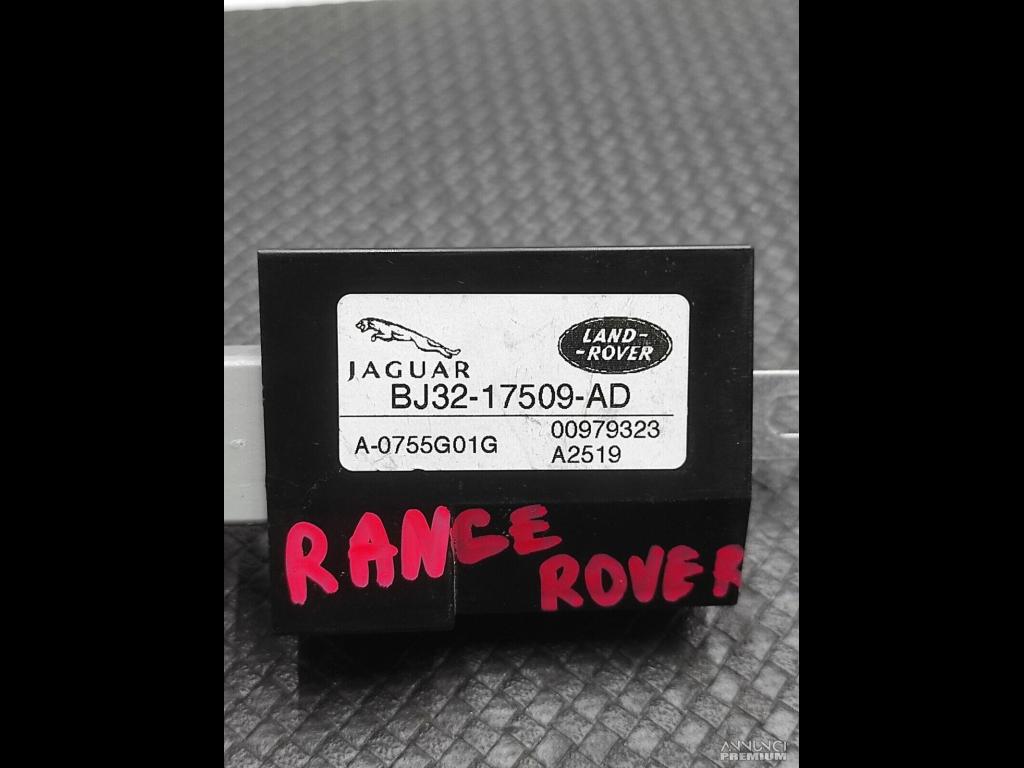 JAGUAR
LAND-
-ROVER
BJ32-17509-AD
A-0755G01G
00979323
A2519
RANGE
ROVER
ANNUNCI
PREMIUM